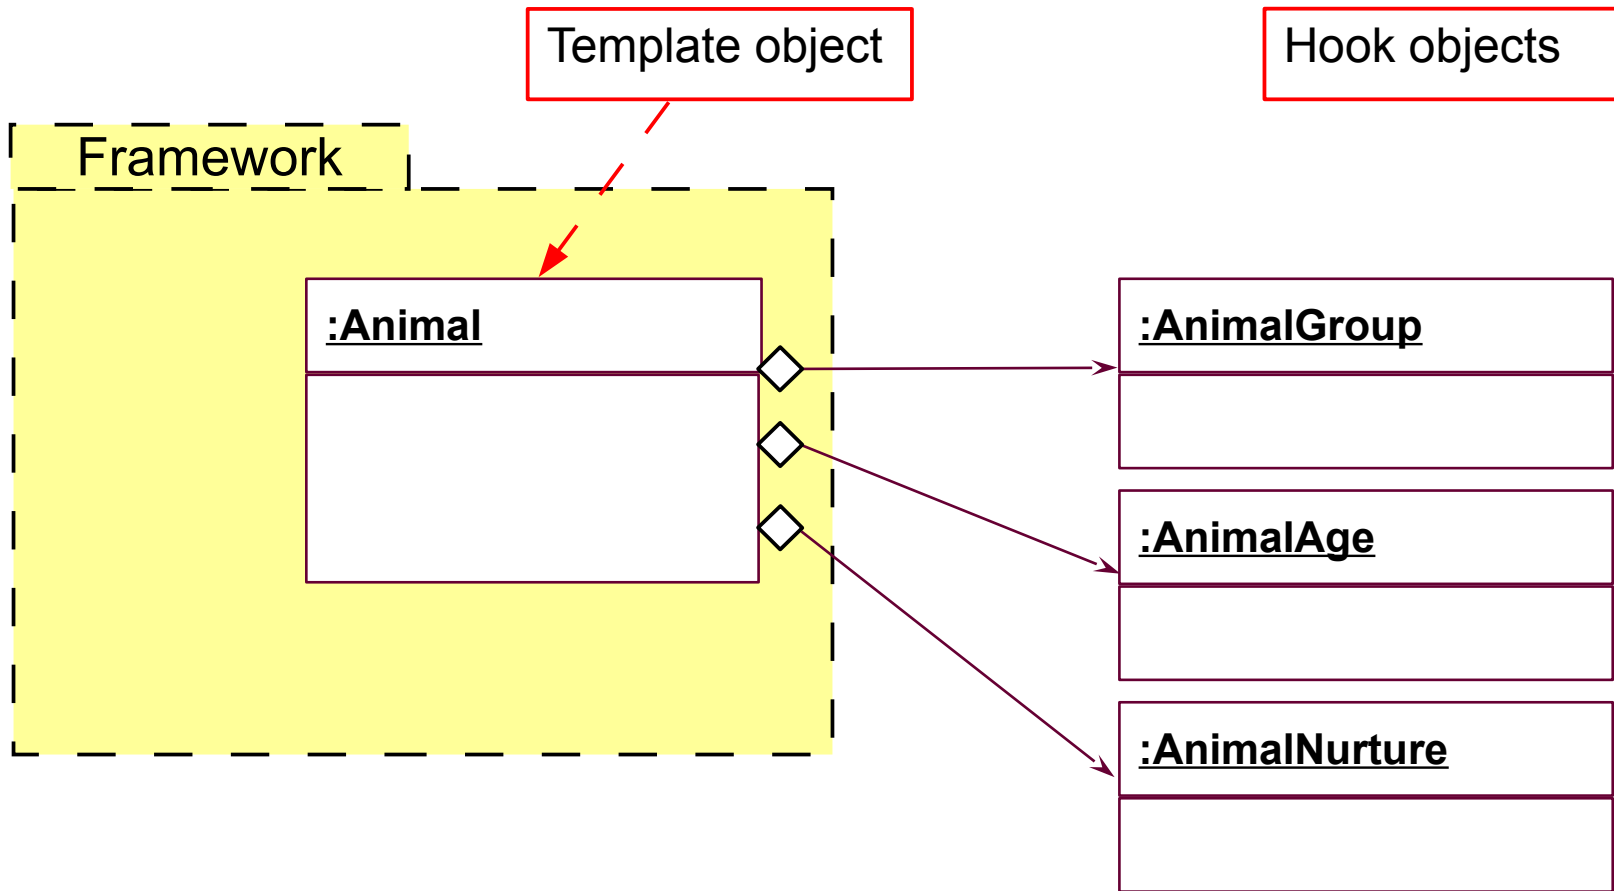 Template object
Hook objects
Framework
:Animal
:AnimalGroup
:AnimalAge
:AnimalNurture